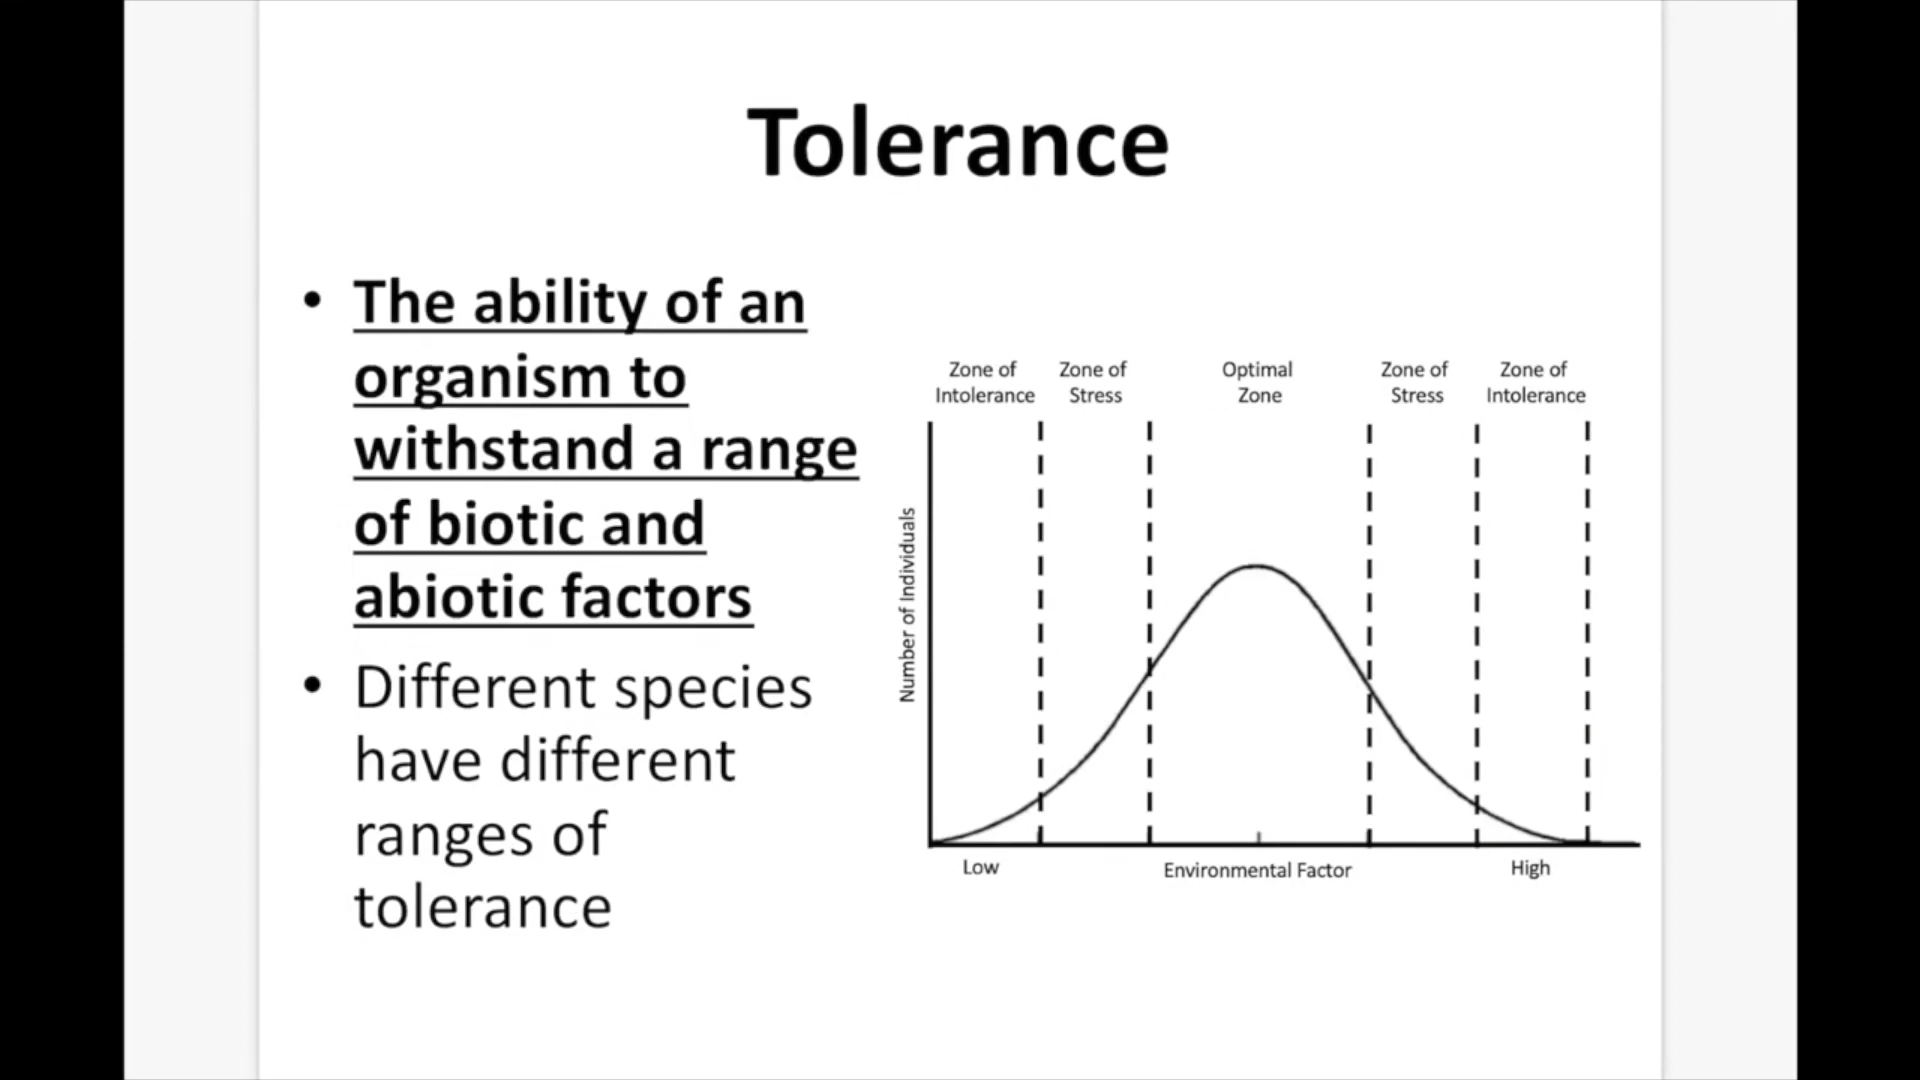 Tolerance
• The ability of an
organism to
withstand a range
of biotic and
abiotic factors
• Different species
have different
ranges of
tolerance
Zone of Intolerance
Zone of Stress
Optimal Zone
Zone of Stress
Zone of Intolerance
Number of Individuals
Low
Environmental Factor
High